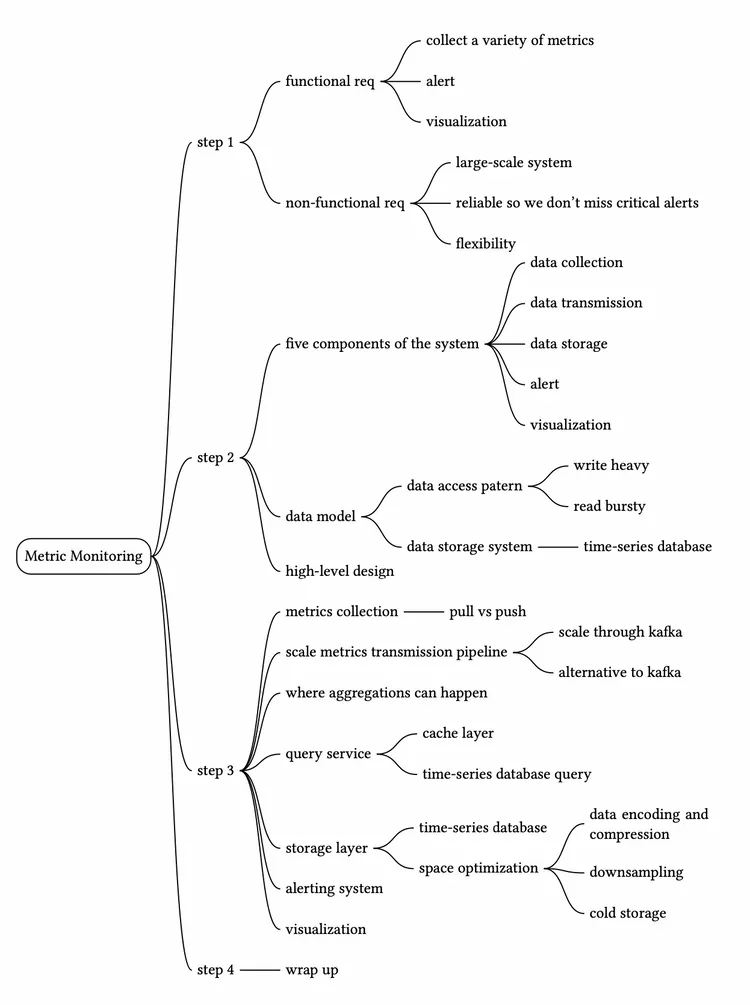 collect a variety of metrics
functional req
alert
visualization
step 1
large-scale system
non-functional req
reliable so we don’t miss critical alerts
flexibility
data collection
data transmission
five components of the system
data storage
alert
visualization
step 2
write heavy
data access patern
read bursty
data model
data storage system
time-series database
Metric Monitoring
high-level design
metrics collection
pull vs push
scale through kafka
scale metrics transmission pipeline
alternative to kafka
where aggregations can happen
cache layer
query service
time-series database query
step 3
data encoding and
compression
time-series database
storage layer
space optimization
downsampling
cold storage
alerting system
visualization
step 4
wrap up